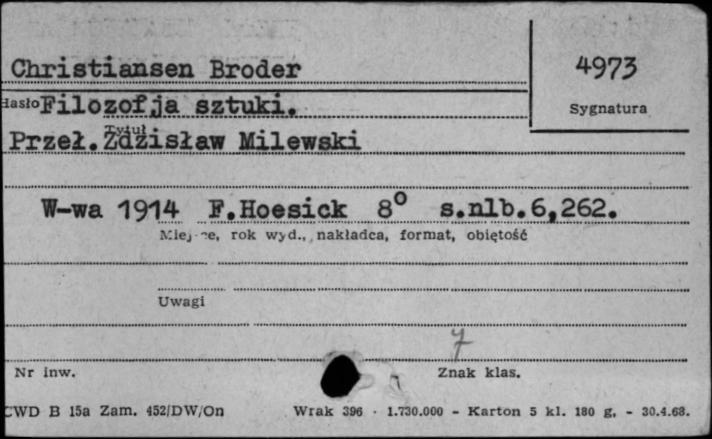 Christiansen Broder
4973
Hasło Filozofja sztuki.
Sygnatura
Tytuł
Przeł. Zdzisław Milewski
W-wa 1914 F.Hoesick 8° s.nlb.6,262.
Miejsce, rok wyd., nakładca, format, objętość
Uwagi
7
Nr inw.
Znak klas.
CWD B 15a Zam. 452/DW/On Wrak 396 · 1.730.000 - Karton 5 kl. 180 g. - 30.4.68.